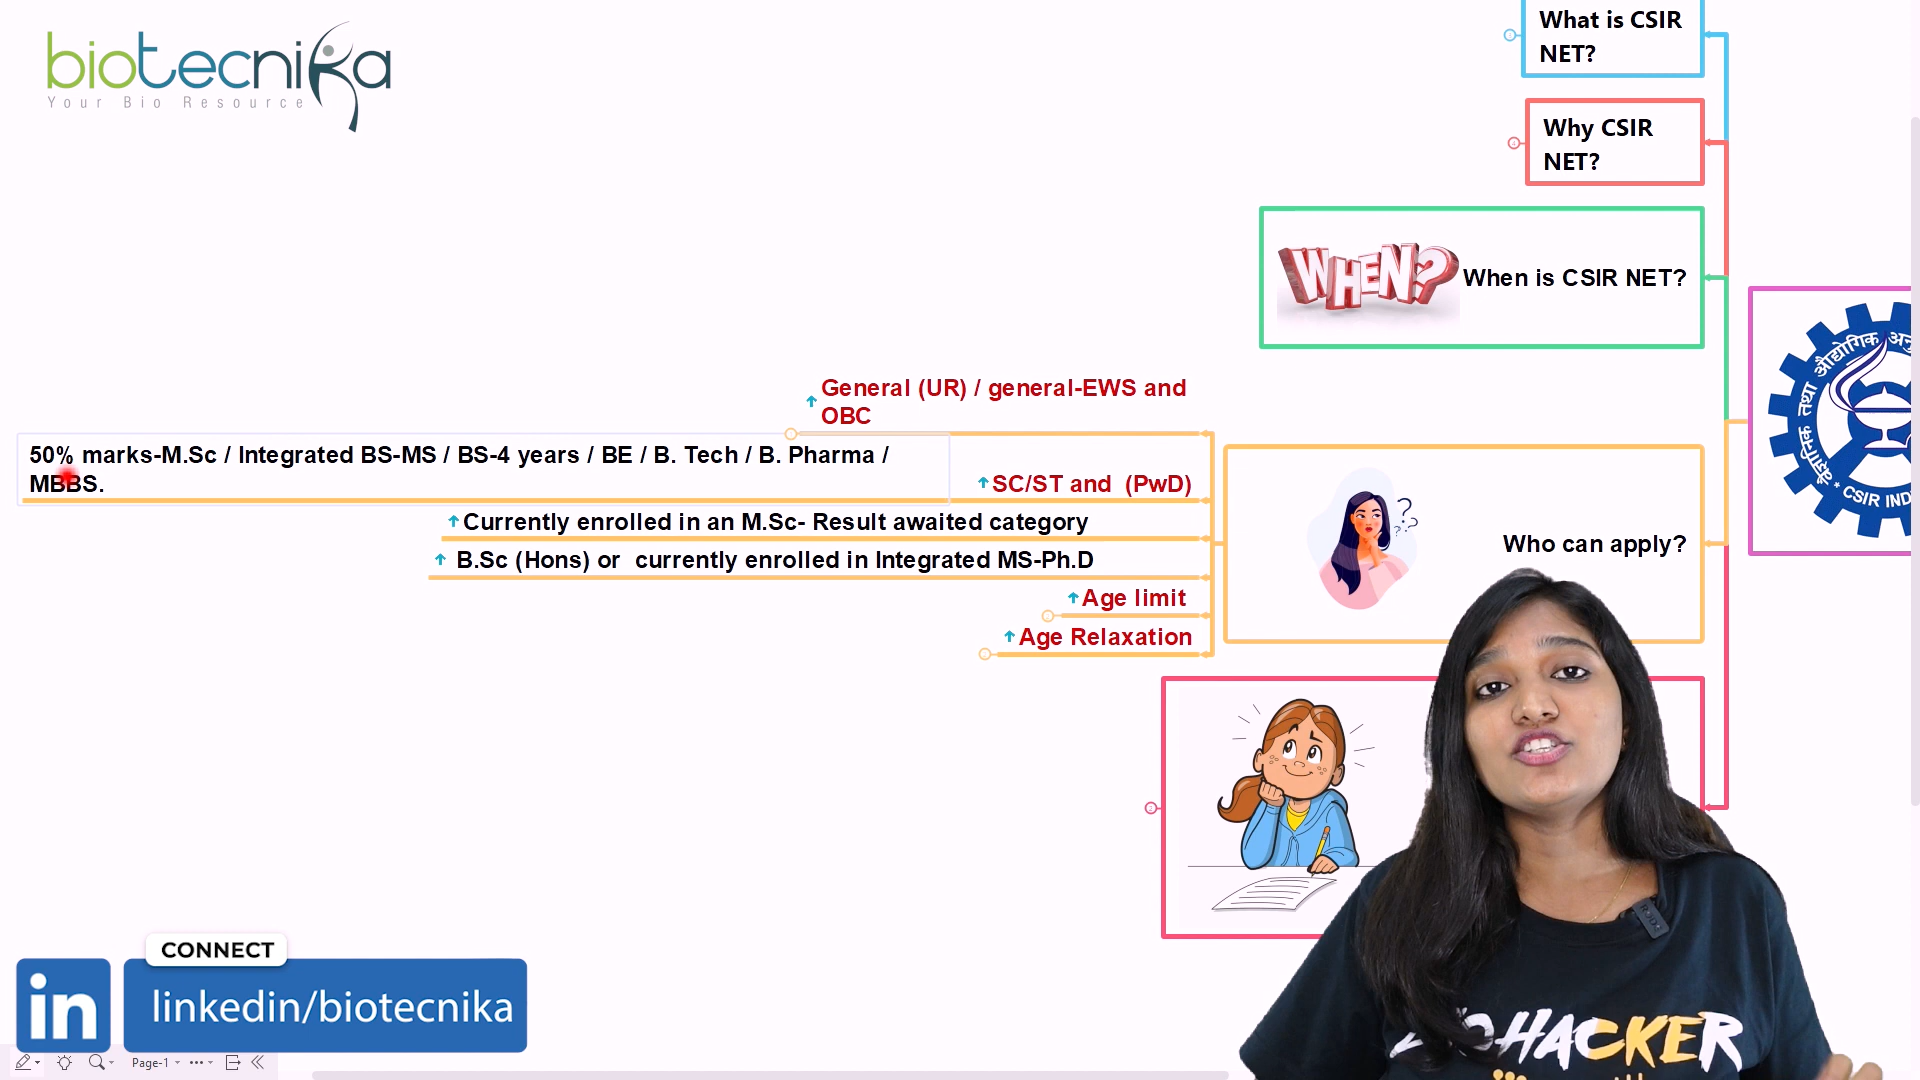 biotecnika
Your Bio Resource
What is CSIR
NET?
Why CSIR
NET?
WHEN?
When is CSIR NET?
General (UR) / general-EWS and
OBC
50% marks-M.Sc / Integrated BS-MS / BS-4 years / BE / B. Tech / B. Pharma /
MBBS.
SC/ST and (PwD)
Currently enrolled in an M.Sc- Result awaited category
B.Sc (Hons) or currently enrolled in Integrated MS-Ph.D
Age limit
Age Relaxation
Who can apply?
तथा औद्योगिक
* CSIR IND
CONNECT
in
linkedin/biotecnika
HACKER
Page-1